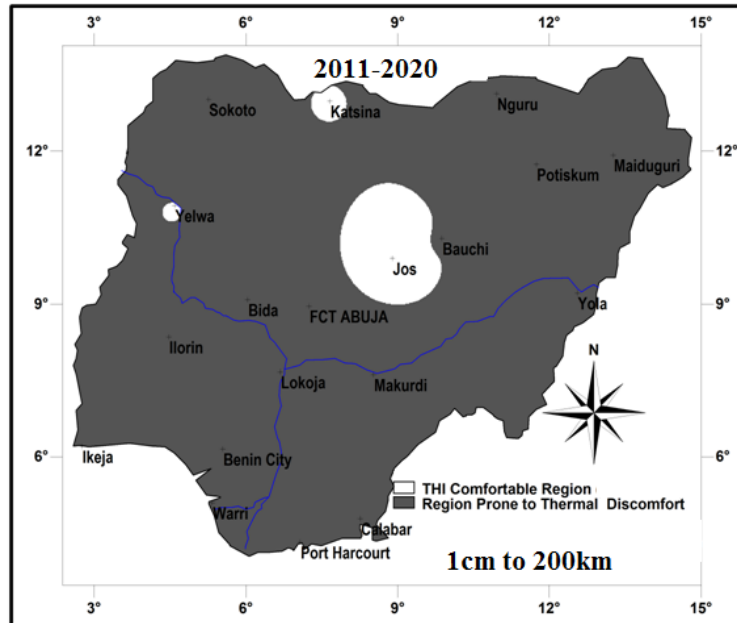 3° 6° 9° 12° 15°
2011-2020
Sokoto
Katsina
Nguru
12° 12°
Potiskum
Maiduguri
Yelwa
Bauchi
Jos
9° 9°
Bida
FCT ABUJA
Yola
Ilorin
N
Lokoja
Makurdi
Ikeja
Benin City
6° 6°
THI Comfortable Region
Region Prone to Thermal Discomfort
Warri
Calabar
Port Harcourt
1cm to 200km
3° 6° 9° 12° 15°